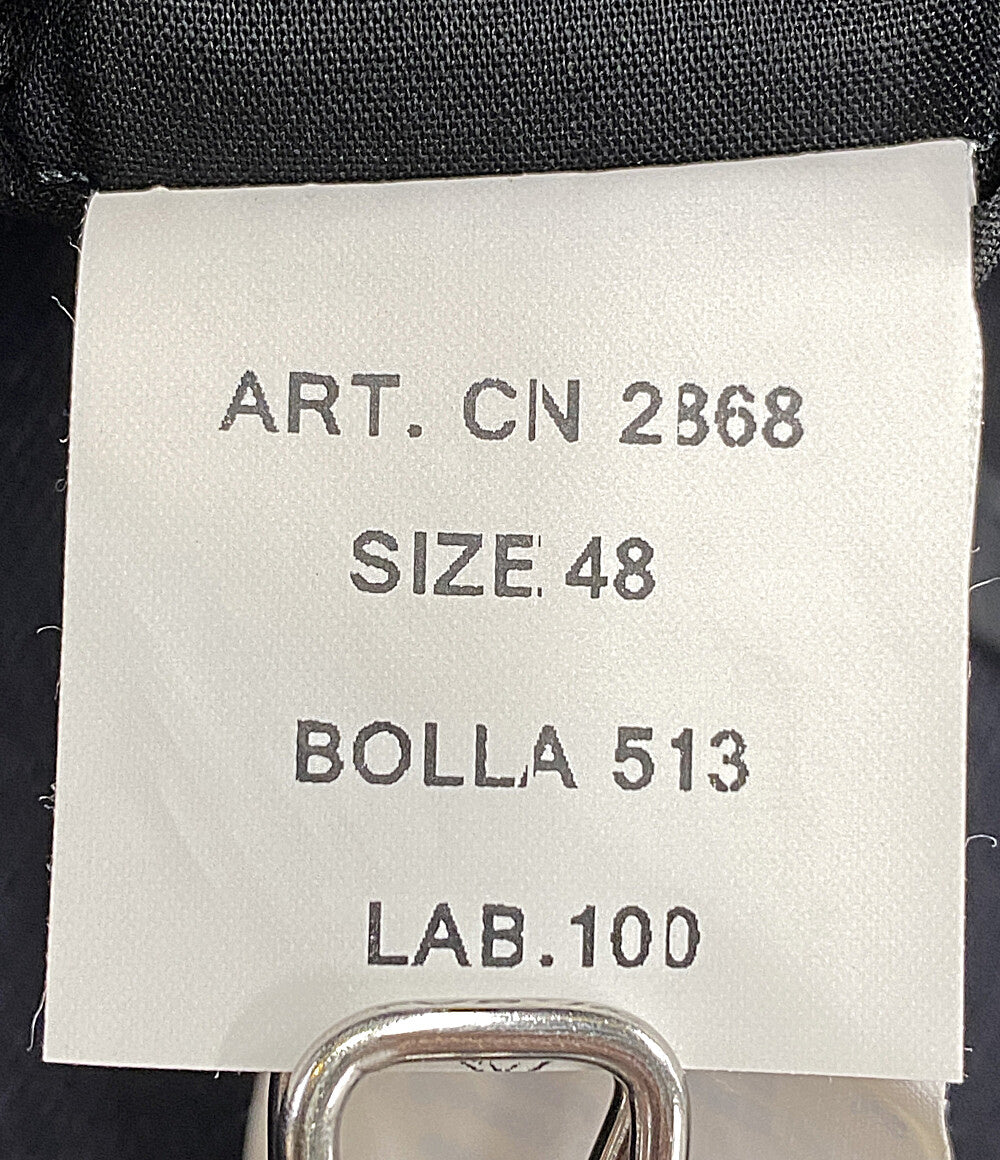 ART. CN 2868
SIZE 48
BOLLA 513
LAB.100